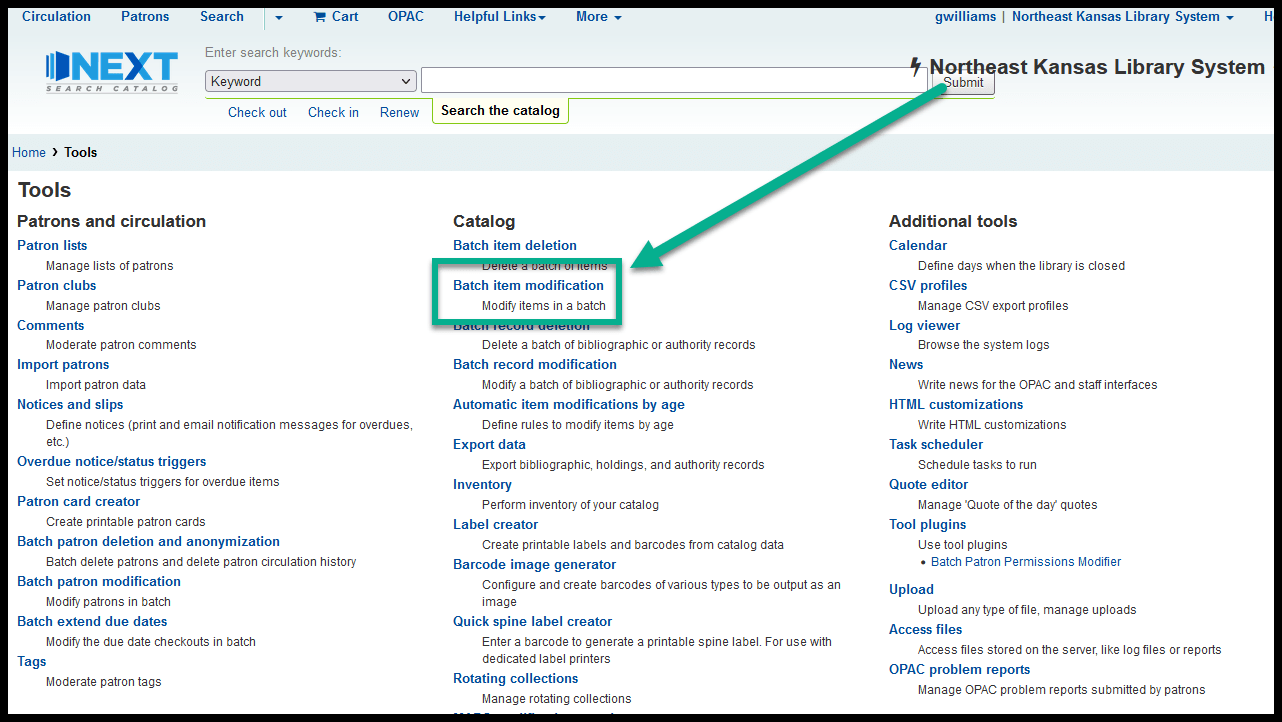 Circulation Patrons Search Cart OPAC Helpful Links More gwilliams | Northeast Kansas Library System
NEXT
SEARCH CATALOG
Enter search keywords:
Keyword
Submit
Northeast Kansas Library System
Check out Check in Renew Search the catalog
Home › Tools
Tools
Patrons and circulation
Patron lists
Manage lists of patrons
Patron clubs
Manage patron clubs
Comments
Moderate patron comments
Import patrons
Import patron data
Notices and slips
Define notices (print and email notification messages for overdues,
etc.)
Overdue notice/status triggers
Set notice/status triggers for overdue items
Patron card creator
Create printable patron cards
Batch patron deletion and anonymization
Batch delete patrons and delete patron circulation history
Batch patron modification
Modify patrons in batch
Batch extend due dates
Modify the due date checkouts in batch
Tags
Moderate patron tags
Catalog
Batch item deletion
Delete a batch of items
Batch item modification
Modify items in a batch
Batch record deletion
Delete a batch of bibliographic or authority records
Batch record modification
Modify a batch of bibliographic or authority records
Automatic item modifications by age
Define rules to modify items by age
Export data
Export bibliographic, holdings, and authority records
Inventory
Perform inventory of your catalog
Label creator
Create printable labels and barcodes from catalog data
Barcode image generator
Configure and create barcodes of various types to be output as an
image
Quick spine label creator
Enter a barcode to generate a printable spine label. For use with
dedicated label printers
Rotating collections
Manage rotating collections
Additional tools
Calendar
Define days when the library is closed
CSV profiles
Manage CSV export profiles
Log viewer
Browse the system logs
News
Write news for the OPAC and staff interfaces
HTML customizations
Write HTML customizations
Task scheduler
Schedule tasks to run
Quote editor
Manage 'Quote of the day' quotes
Tool plugins
Use tool plugins
• Batch Patron Permissions Modifier
Upload
Upload any type of file, manage uploads
Access files
Access files stored on the server, like log files or reports
OPAC problem reports
Manage OPAC problem reports submitted by patrons